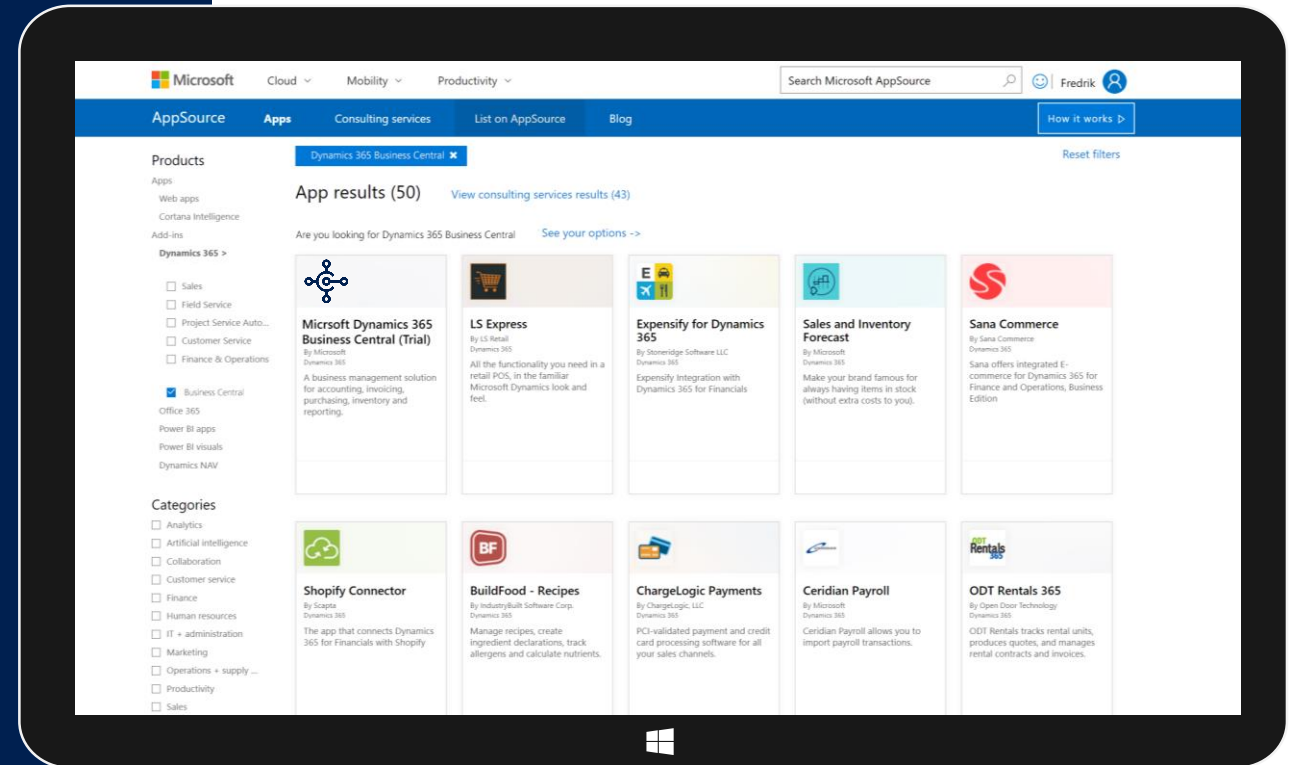 Microsoft Cloud Mobility Productivity Search Microsoft AppSource Fredrik
AppSource Apps Consulting services List on AppSource Blog How it works
Products
Apps
Web apps
Cortana Intelligence
Add-ins
Dynamics 365 >
Sales
Field Service
Project Service Auto...
Customer Service
Finance & Operations
Business Central
Office 365
Power BI apps
Power BI visuals
Dynamics NAV
Categories
Analytics
Artificial intelligence
Collaboration
Customer service
Finance
Human resources
IT + administration
Marketing
Operations + supply ...
Productivity
Sales
Dynamics 365 Business Central ✖ Reset filters
App results (50) View consulting services results (43)
Are you looking for Dynamics 365 Business Central See your options ->
Micrsoft Dynamics 365
Business Central (Trial)
By Microsoft
Dynamics 365
A business management solution
for accounting, invoicing,
purchasing, inventory and
reporting.
LS Express
By LS Retail
Dynamics 365
All the functionality you need in a
retail POS, in the familiar
Microsoft Dynamics look and
feel.
E
Expensify for Dynamics
365
By Stoneridge Software LLC
Dynamics 365
Expensify Integration with
Dynamics 365 for Financials
Sales and Inventory
Forecast
By Microsoft
Dynamics 365
Make your brand famous for
always having items in stock
(without extra costs to you).
Sana Commerce
By Sana Commerce
Dynamics 365
Sana offers integrated E-
commerce for Dynamics 365 for
Finance and Operations, Business
Edition
Shopify Connector
By Scapta
Dynamics 365
The app that connects Dynamics
365 for Financials with Shopify
BF
BuildFood - Recipes
By IndustryBuilt Software Corp.
Dynamics 365
Manage recipes, create
ingredient declarations, track
allergens and calculate nutrients.
ChargeLogic Payments
By ChargeLogic, LLC
Dynamics 365
PCI-validated payment and credit
card processing software for all
your sales channels.
Ceridian Payroll
By Microsoft
Dynamics 365
Ceridian Payroll allows you to
import payroll transactions.
ODT
Rentals
365
ODT Rentals 365
By Open Door Technology
Dynamics 365
ODT Rentals tracks rental units,
produces quotes, and manages
rental contracts and invoices.